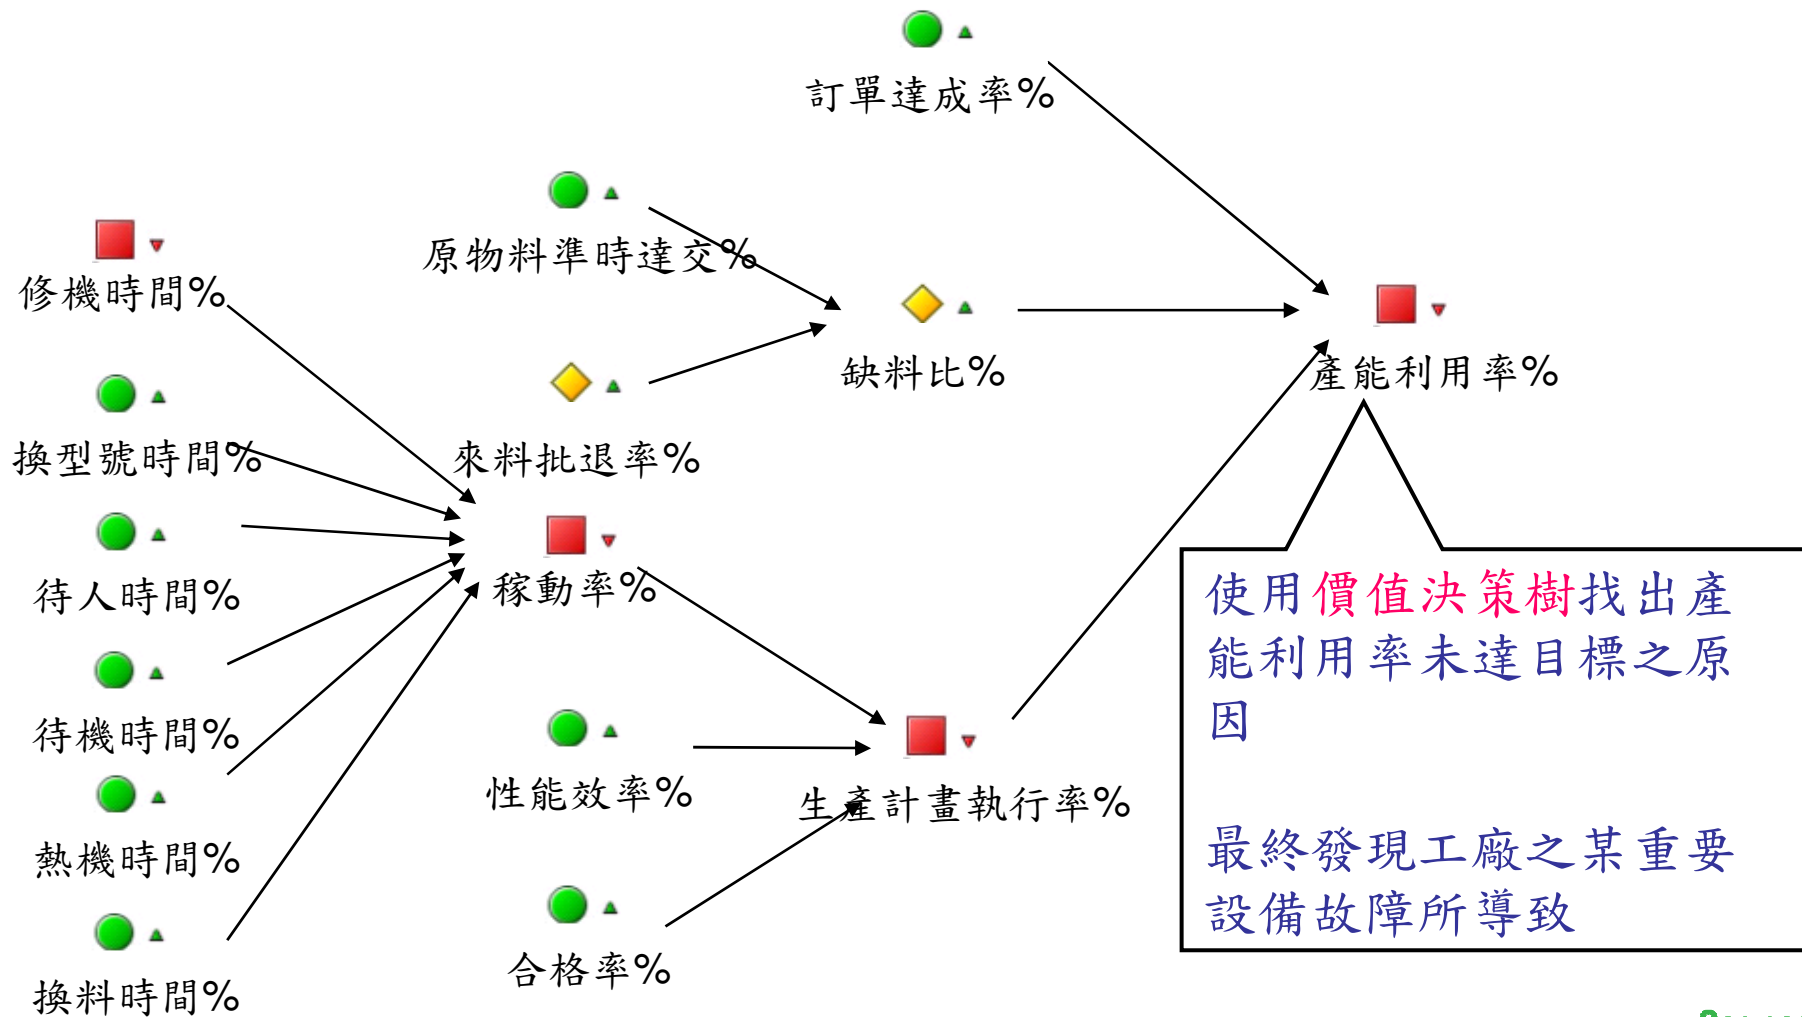 訂單達成率%
原物料準時達交%
修機時間%
缺料比%
產能利用率%
換型號時間%
來料批退率%
待人時間%
稼動率%
使用價值決策樹找出產
能利用率未達目標之原
因
待機時間%
性能效率%
生產計畫執行率%
熱機時間%
最終發現工廠之某重要
設備故障所導致
合格率%
換料時間%